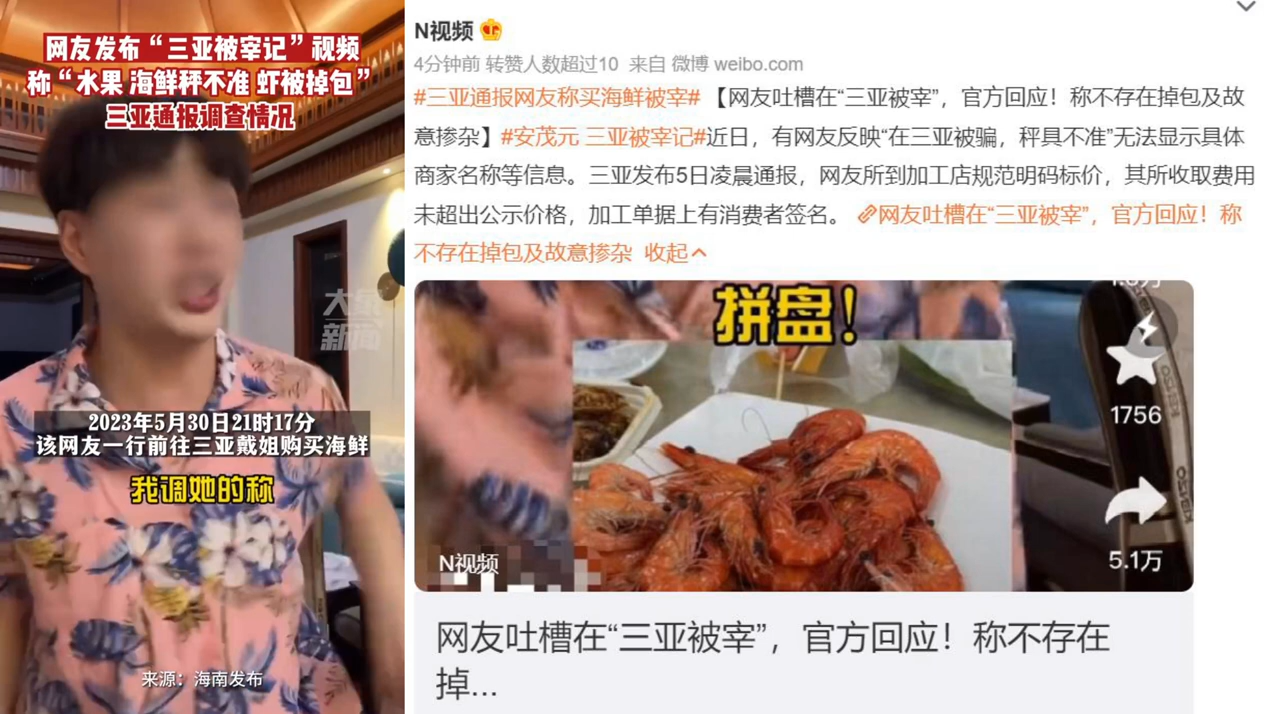 网友发布“三亚被宰记”视频
称“水果 海鲜秤不准 虾被掉包”
三亚通报调查情况
大象
新闻
2023年5月30日21时17分
该网友一行前往三亚戴姐购买海鲜
我调她的称
来源：海南发布
N视频
4分钟前 转赞人数超过10 来自 微博 weibo.com
#三亚通报网友称买海鲜被宰# 【网友吐槽在“三亚被宰”，官方回应！称不存在掉包及故
意掺杂】#安茂元 三亚被宰记#近日，有网友反映“在三亚被骗，秤具不准”无法显示具体
商家名称等信息。三亚发布5日凌晨通报，网友所到加工店规范明码标价，其所收取费用
未超出公示价格，加工单据上有消费者签名。 网友吐槽在“三亚被宰”，官方回应！称
不存在掉包及故意掺杂 收起
拼盘！
1756
5.1万
N视频
网友吐槽在“三亚被宰”，官方回应！称不存在
掉...